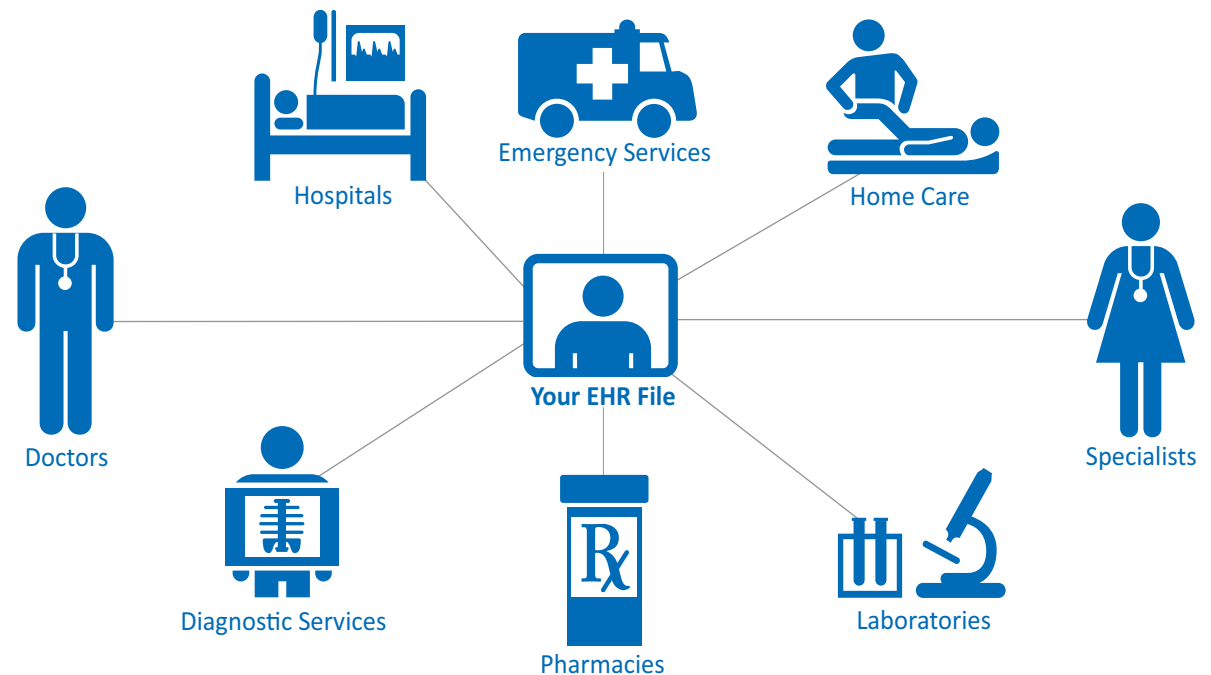 Emergency Services
Hospitals
Home Care
Your EHR File
Doctors
Specialists
Rx
Diagnostic Services
Laboratories
Pharmacies